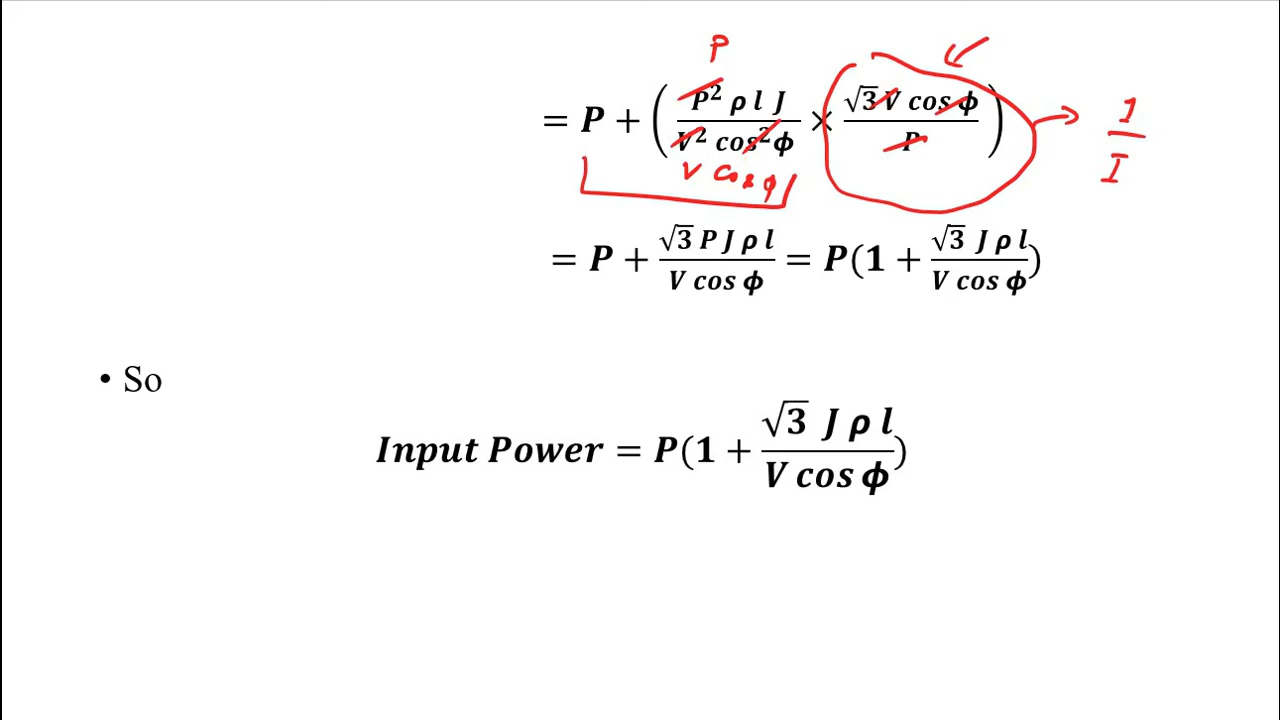 P
= P + ( P² ρ l J / V² cos²ϕ × √3 V cos ϕ / P ) → 1 / I
V cos φ
= P + √3 P J ρ l / V cos ϕ = P(1 + √3 J ρ l / V cos ϕ)
• So
Input Power = P(1 + √3 J ρ l / V cos ϕ)